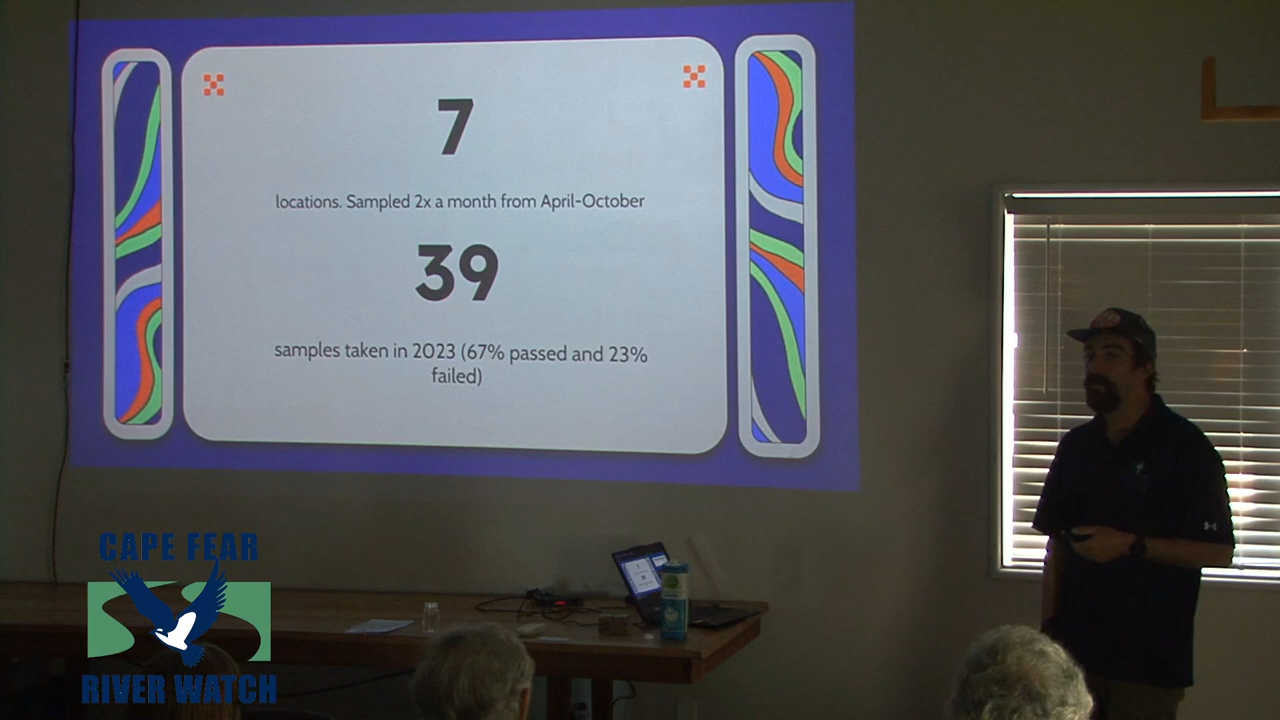 7
locations. Sampled 2x a month from April-October
39
samples taken in 2023 (67% passed and 23%
failed)
CAPE FEAR
RIVER WATCH